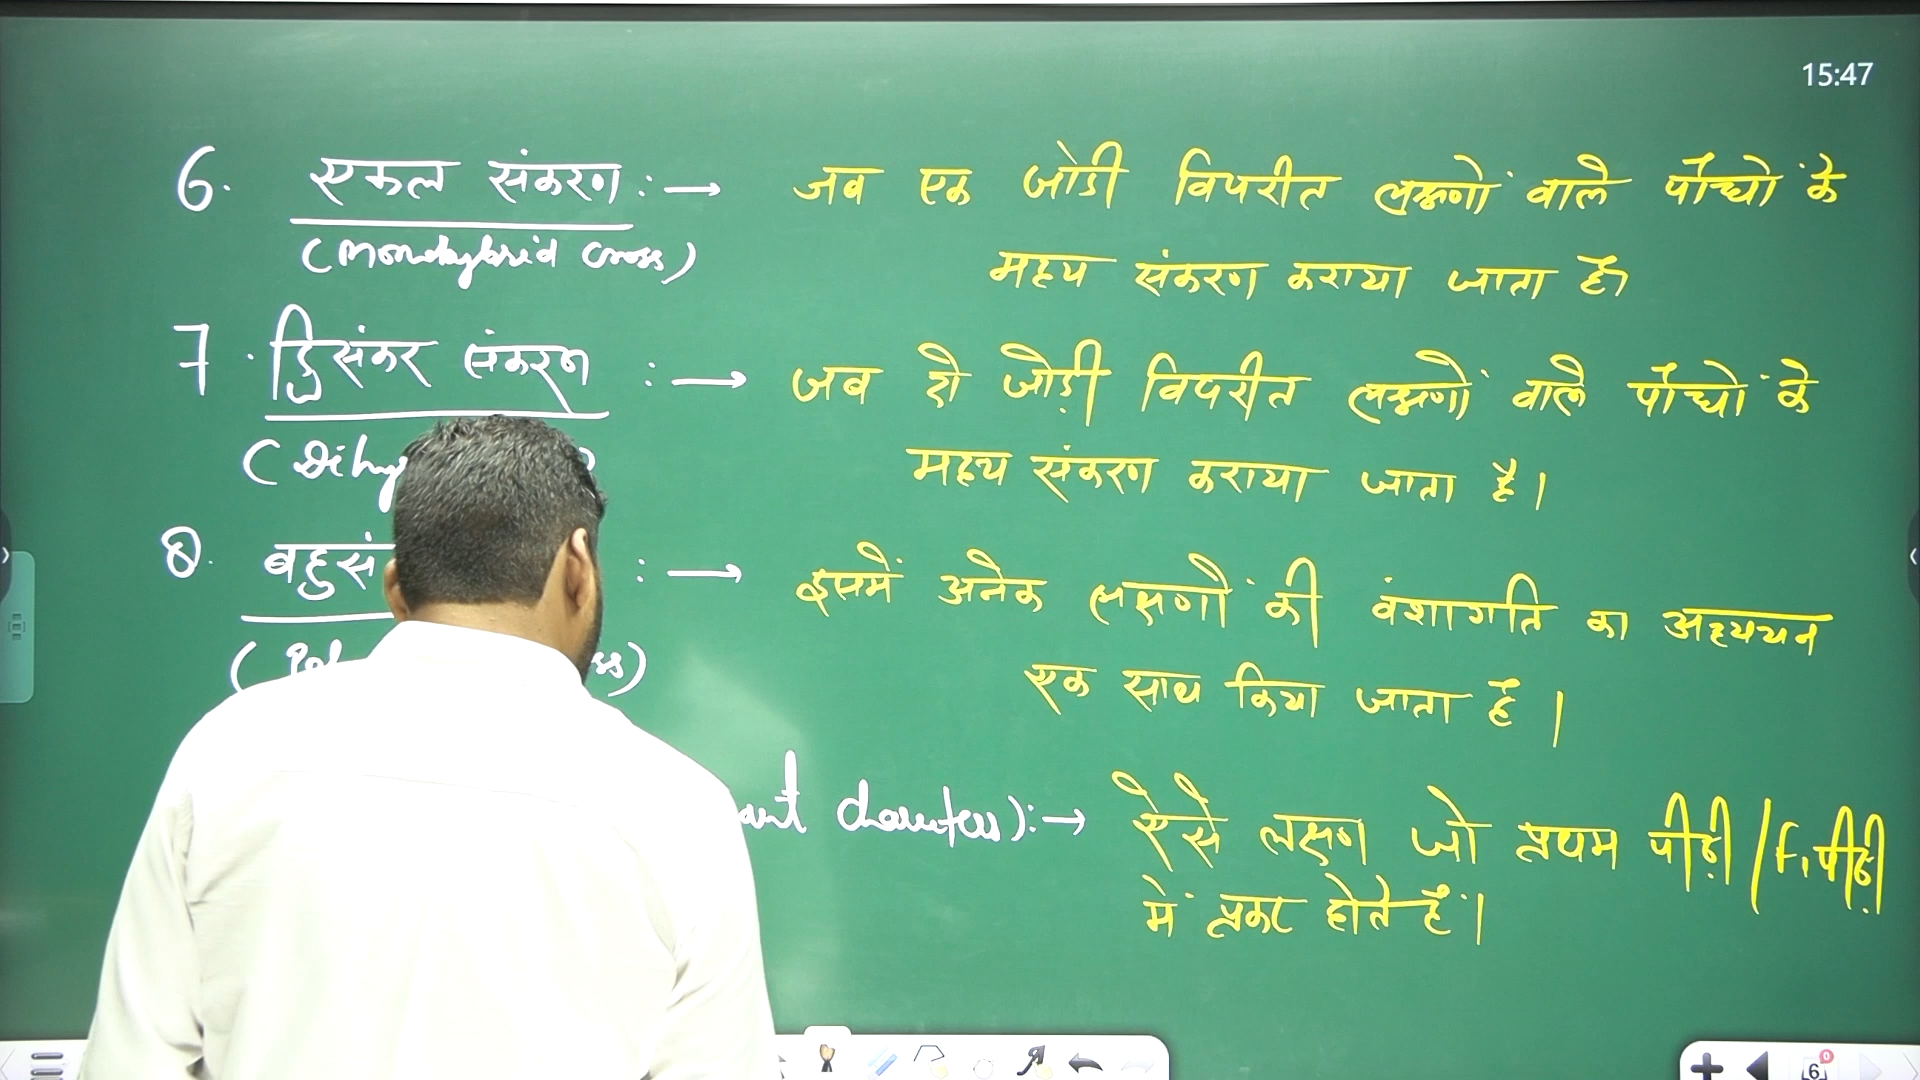 15:47
6. एकल संकरण :→ जब एक जोडी विपरीत लक्षणों वाले पौधों के
(Monohybrid Cross) मध्य संकरण कराया जाता है।
7. द्विसंकर संकरण :→ जब दो जोड़ी विपरीत लक्षणों वाले पौधों के
मध्य संकरण कराया जाता है।
8. :→ इसमें अनेक लक्षणों की वंशागति का अध्ययन
एक साथ किया जाता है।
:→ ऐसे लक्षण जो प्रथम पीढ़ी / F₁ पीढ़ी
में प्रकट होते हैं।
6
0